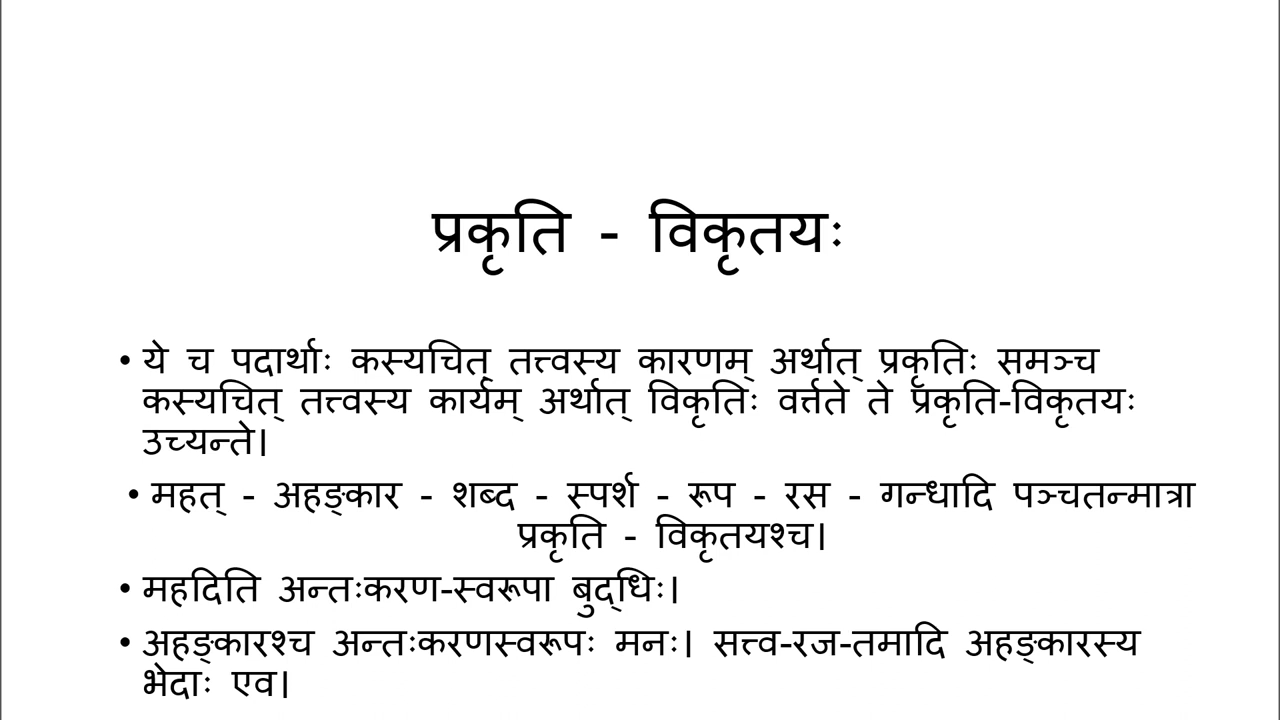 प्रकृति - विकृतयः
• ये च पदार्थाः कस्यचित् तत्त्वस्य कारणम् अर्थात् प्रकृतिः समञ्च
कस्यचित् तत्त्वस्य कार्यम् अर्थात् विकृतिः वर्त्तते ते प्रकृति-विकृतयः
उच्यन्ते।
• महत् - अहङ्कार - शब्द - स्पर्श - रूप - रस - गन्धादि पञ्चतन्मात्रा
प्रकृति - विकृतयश्च।
• महदिति अन्तःकरण-स्वरूपा बुद्धिः।
• अहङ्कारश्च अन्तःकरणस्वरूपः मनः। सत्त्व-रज-तमादि अहङ्कारस्य
भेदाः एव।